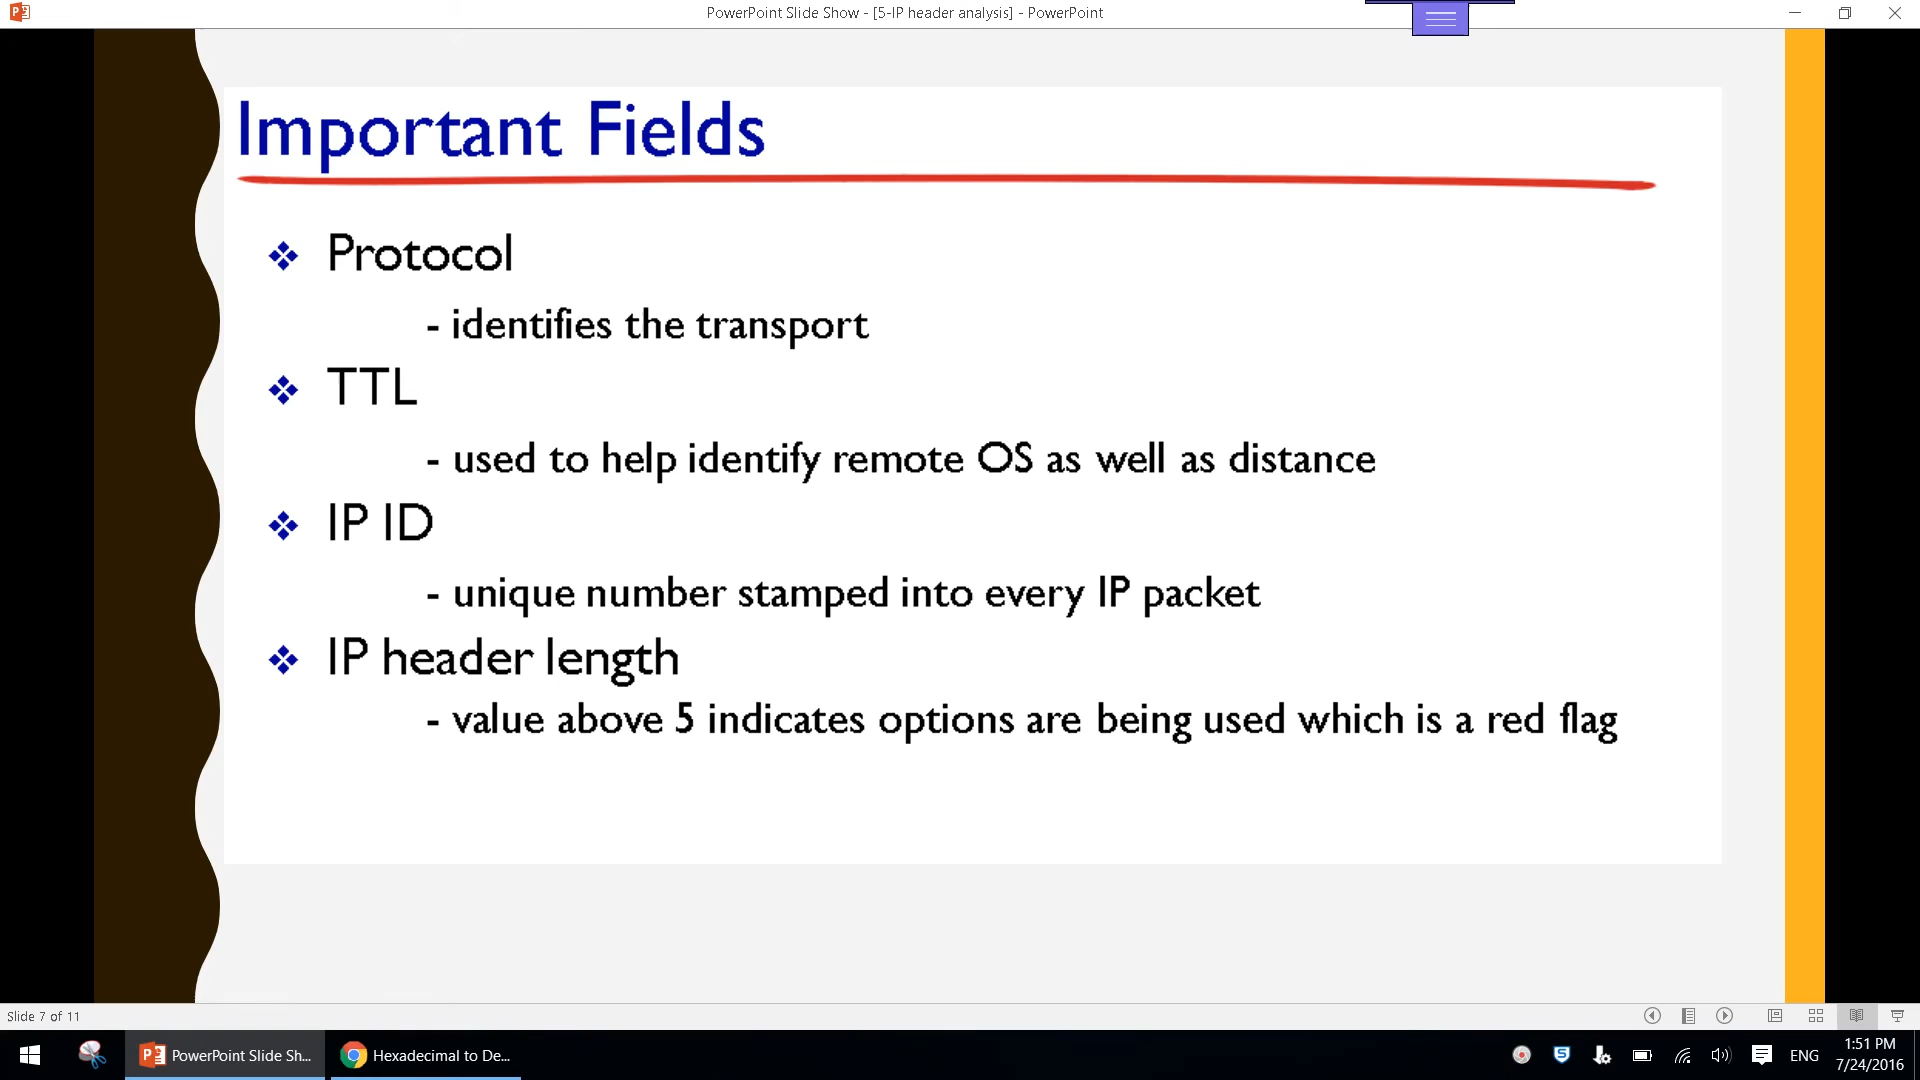 PowerPoint Slide Show - [5-IP header analysis] - PowerPoint
Important Fields
Protocol
- identifies the transport
TTL
- used to help identify remote OS as well as distance
IP ID
- unique number stamped into every IP packet
IP header length
- value above 5 indicates options are being used which is a red flag
Slide 7 of 11
PowerPoint Slide Sh...
Hexadecimal to De...
ENG
1:51 PM
7/24/2016